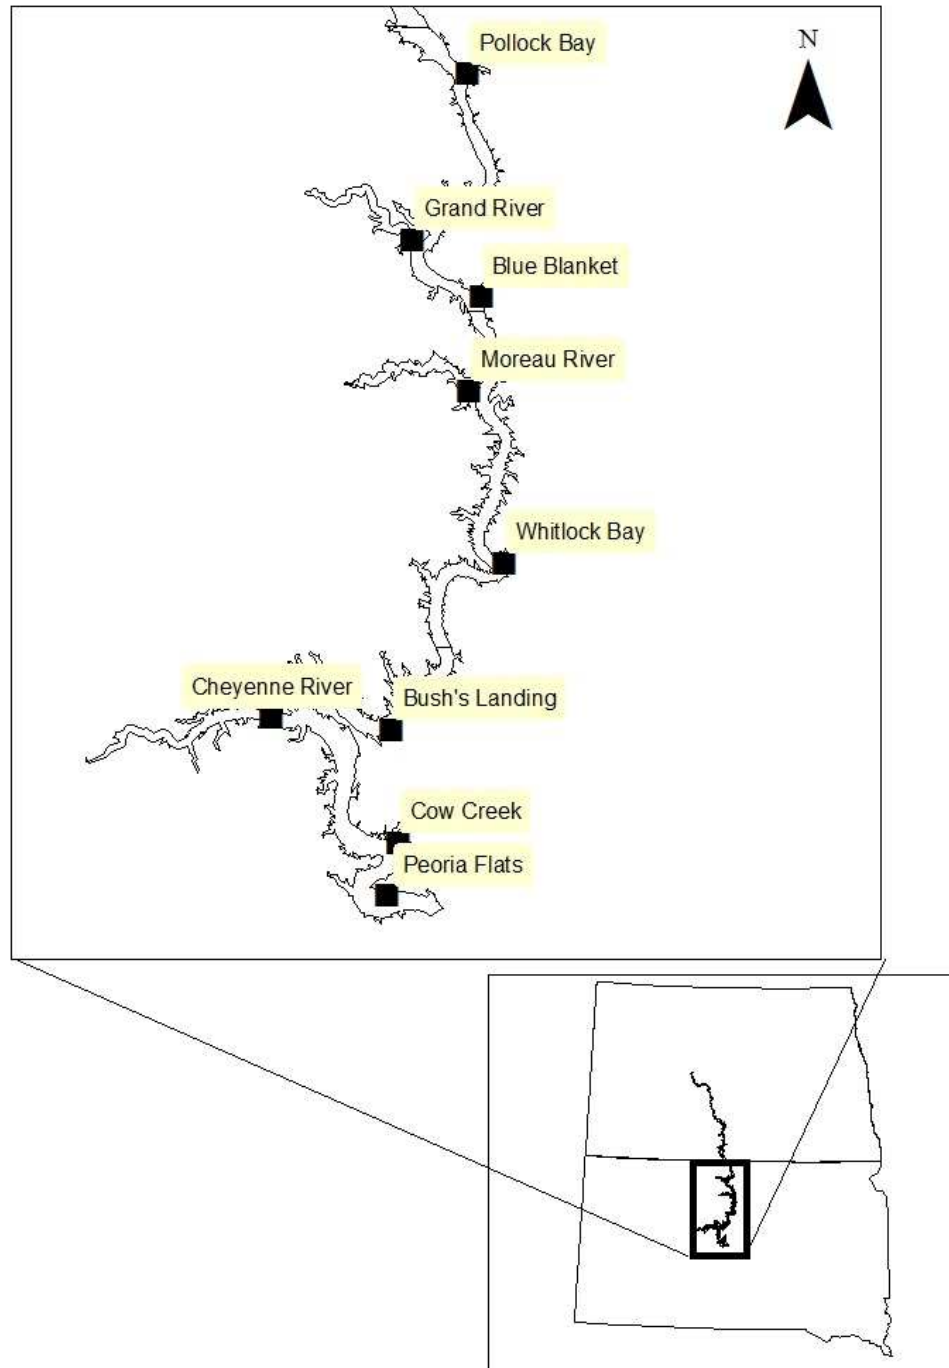 Pollock Bay
N
Grand River
Blue Blanket
Moreau River
Whitlock Bay
Cheyenne River
Bush's Landing
Cow Creek
Peoria Flats